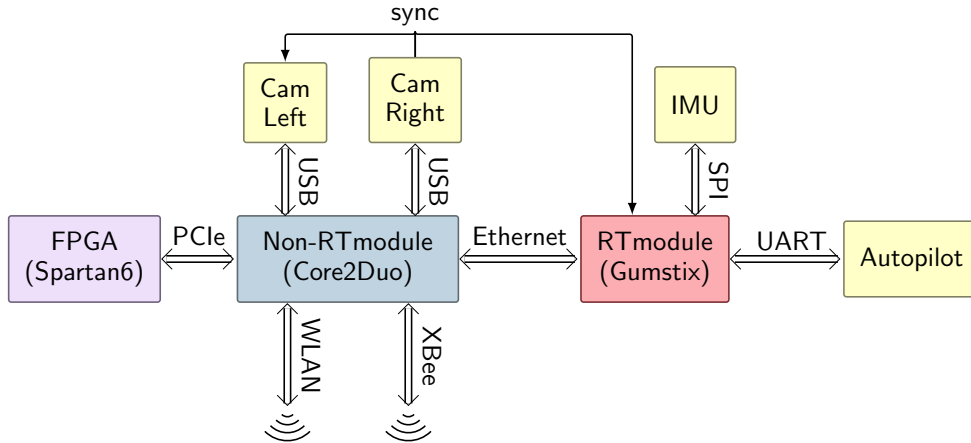 sync
Cam
Left
Cam
Right
IMU
USB
USB
SPI
FPGA
(Spartan6)
PCIe
Non-RTmodule
(Core2Duo)
Ethernet
RTmodule
(Gumstix)
UART
Autopilot
WLAN
XBee